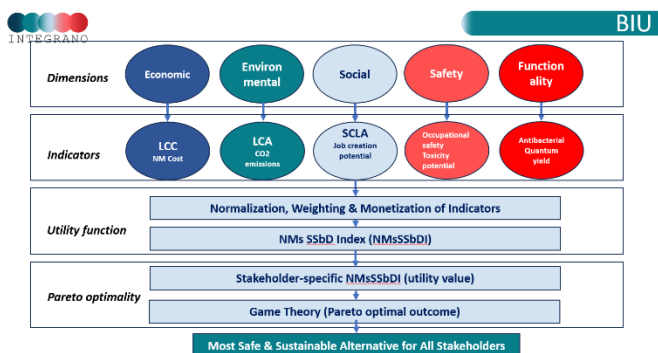 BIU
INTEGRANO
Dimensions
Economic
Environ
mental
Social
Safety
Function
ality
Indicators
LCC
NM Cost
LCA
CO2
emissions
SCLA
Job creation
potential
Occupational
safety
Toxicity
potential
Antibacterial
Quantum
yield
Utility function
Normalization, Weighting & Monetization of Indicators
NMs SSbD Index (NMsSSbDI)
Pareto optimality
Stakeholder-specific NMsSSbDI (utility value)
Game Theory (Pareto optimal outcome)
Most Safe & Sustainable Alternative for All Stakeholders